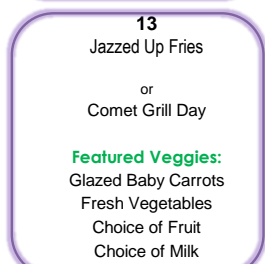 13
Jazzed Up Fries
or
Comet Grill Day
Featured Veggies:
Glazed Baby Carrots
Fresh Vegetables
Choice of Fruit
Choice of Milk